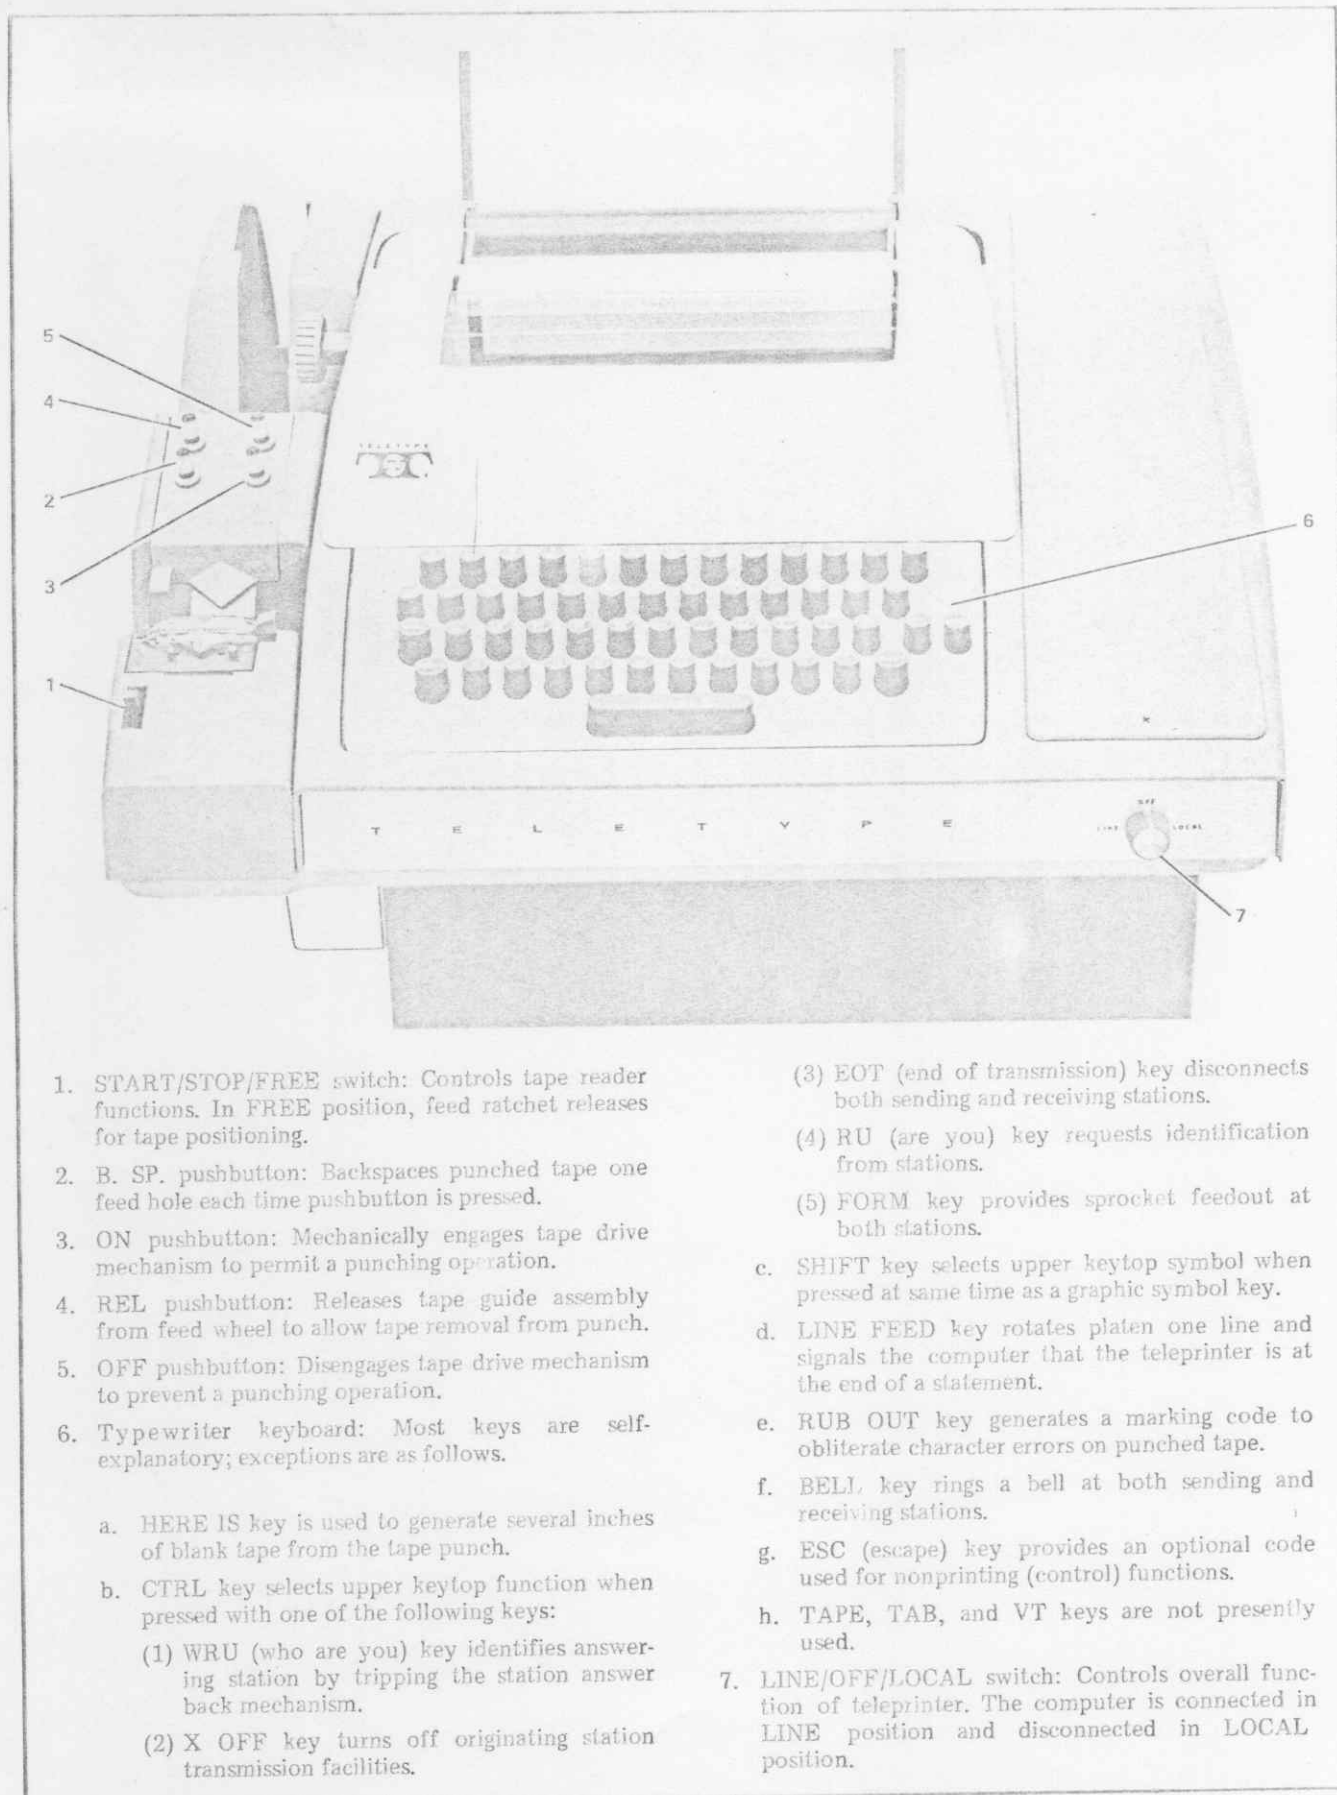 5
4
2
3
1
6
7
TELETYPE
TELETYPE
OFF
LINE
LOCAL
1. START/STOP/FREE switch: Controls tape reader
functions. In FREE position, feed ratchet releases
for tape positioning.
2. B. SP. pushbutton: Backspaces punched tape one
feed hole each time pushbutton is pressed.
3. ON pushbutton: Mechanically engages tape drive
mechanism to permit a punching operation.
4. REL pushbutton: Releases tape guide assembly
from feed wheel to allow tape removal from punch.
5. OFF pushbutton: Disengages tape drive mechanism
to prevent a punching operation.
6. Typewriter keyboard: Most keys are self-
explanatory; exceptions are as follows.
a. HERE IS key is used to generate several inches
of blank tape from the tape punch.
b. CTRL key selects upper keytop function when
pressed with one of the following keys:
(1) WRU (who are you) key identifies answer-
ing station by tripping the station answer
back mechanism.
(2) X OFF key turns off originating station
transmission facilities.
(3) EOT (end of transmission) key disconnects
both sending and receiving stations.
(4) RU (are you) key requests identification
from stations.
(5) FORM key provides sprocket feedout at
both stations.
c. SHIFT key selects upper keytop symbol when
pressed at same time as a graphic symbol key.
d. LINE FEED key rotates platen one line and
signals the computer that the teleprinter is at
the end of a statement.
e. RUB OUT key generates a marking code to
obliterate character errors on punched tape.
f. BELL key rings a bell at both sending and
receiving stations.
g. ESC (escape) key provides an optional code
used for nonprinting (control) functions.
h. TAPE, TAB, and VT keys are not presently
used.
7. LINE/OFF/LOCAL switch: Controls overall func-
tion of teleprinter. The computer is connected in
LINE position and disconnected in LOCAL
position.